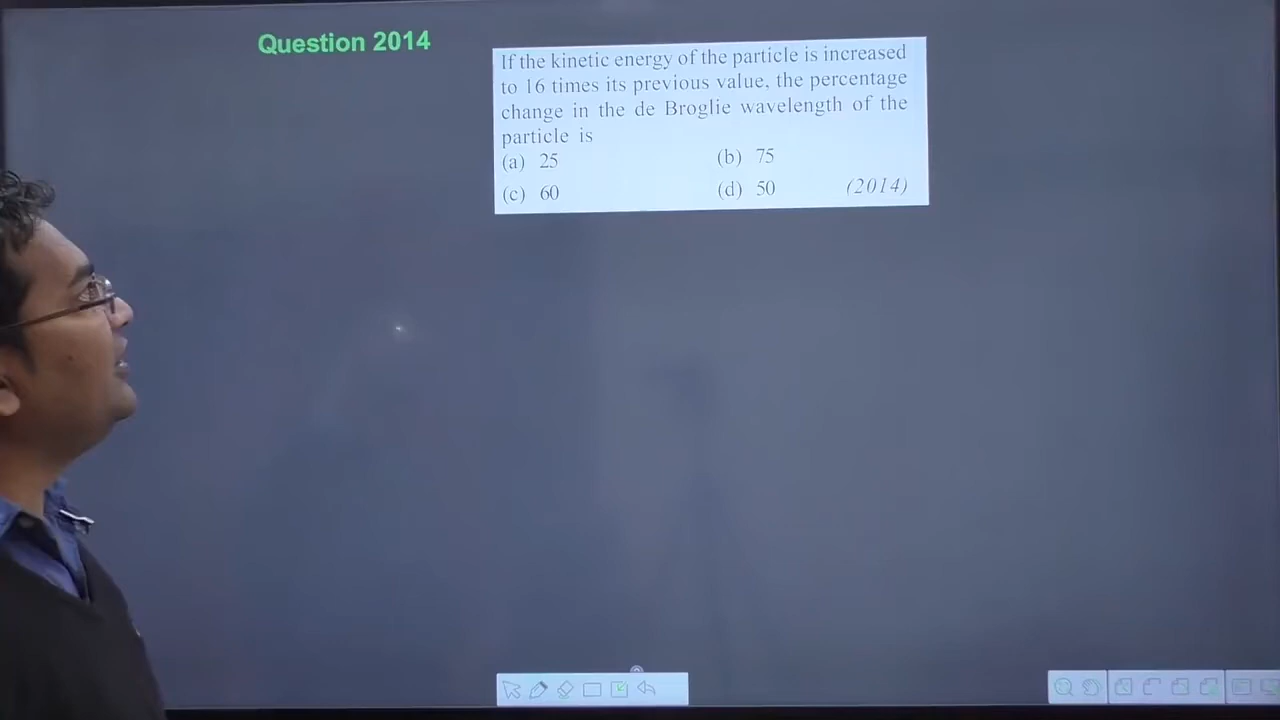 Question 2014
If the kinetic energy of the particle is increased
to 16 times its previous value, the percentage
change in the de Broglie wavelength of the
particle is
(a) 25 (b) 75
(c) 60 (d) 50 (2014)